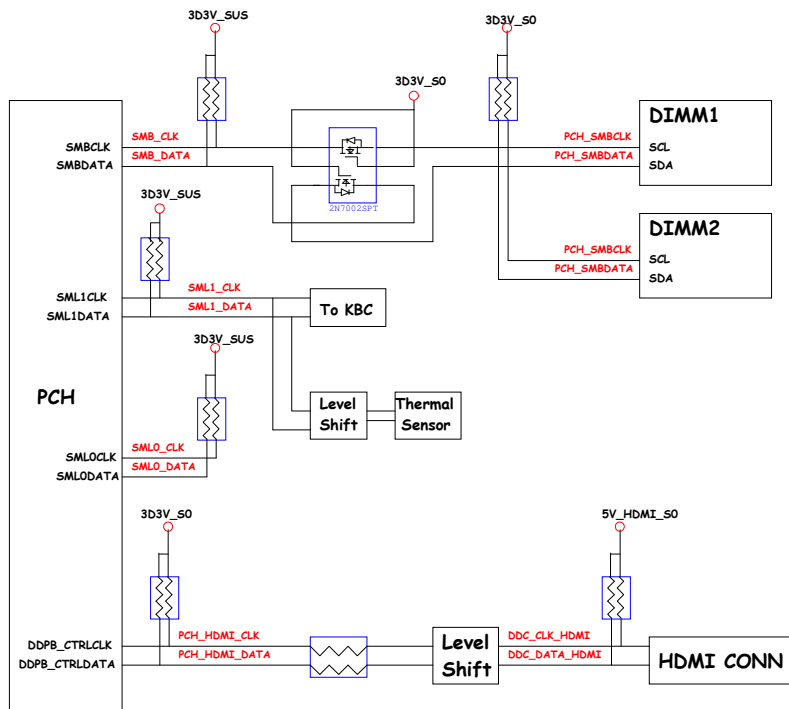 3D3V_SUS
3D3V_S0
3D3V_S0
DIMM1
SMBCLK
SMB_CLK
PCH_SMBCLK
SCL
SMBDATA
SMB_DATA
PCH_SMBDATA
SDA
3D3V_SUS
2N7002SPT
DIMM2
PCH_SMBCLK
SCL
PCH_SMBDATA
SDA
SML1CLK
SML1_CLK
SML1DATA
SML1_DATA
To KBC
3D3V_SUS
PCH
Level
Shift
Thermal
Sensor
SML0CLK
SML0_CLK
SML0DATA
SML0_DATA
3D3V_S0
5V_HDMI_S0
DDPB_CTRLCLK
PCH_HDMI_CLK
DDPB_CTRLDATA
PCH_HDMI_DATA
Level
Shift
DDC_CLK_HDMI
DDC_DATA_HDMI
HDMI CONN